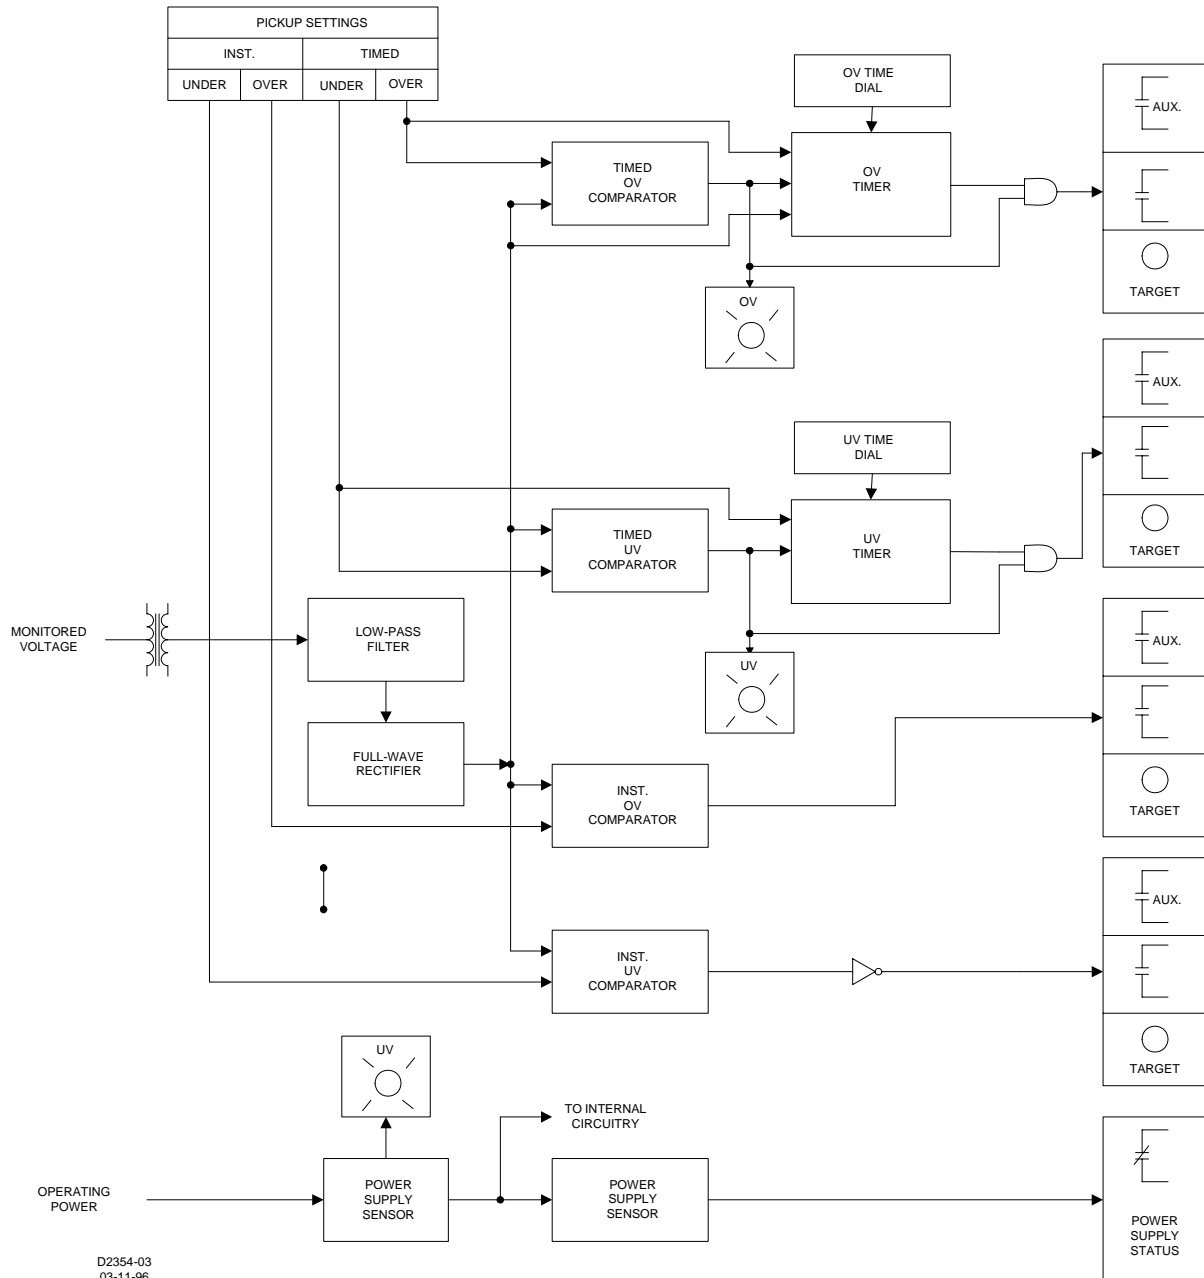 PICKUP SETTINGS
INST.
TIMED
UNDER
OVER
UNDER
OVER
OV TIME
DIAL
AUX.
TIMED
OV
COMPARATOR
OV
TIMER
TARGET
OV
AUX.
UV TIME
DIAL
TIMED
UV
COMPARATOR
UV
TIMER
TARGET
MONITORED
VOLTAGE
LOW-PASS
FILTER
AUX.
UV
FULL-WAVE
RECTIFIER
INST.
OV
COMPARATOR
TARGET
AUX.
INST.
UV
COMPARATOR
TARGET
UV
TO INTERNAL
CIRCUITRY
OPERATING
POWER
POWER
SUPPLY
SENSOR
POWER
SUPPLY
SENSOR
POWER
SUPPLY
STATUS
D2354-03
03-11-96